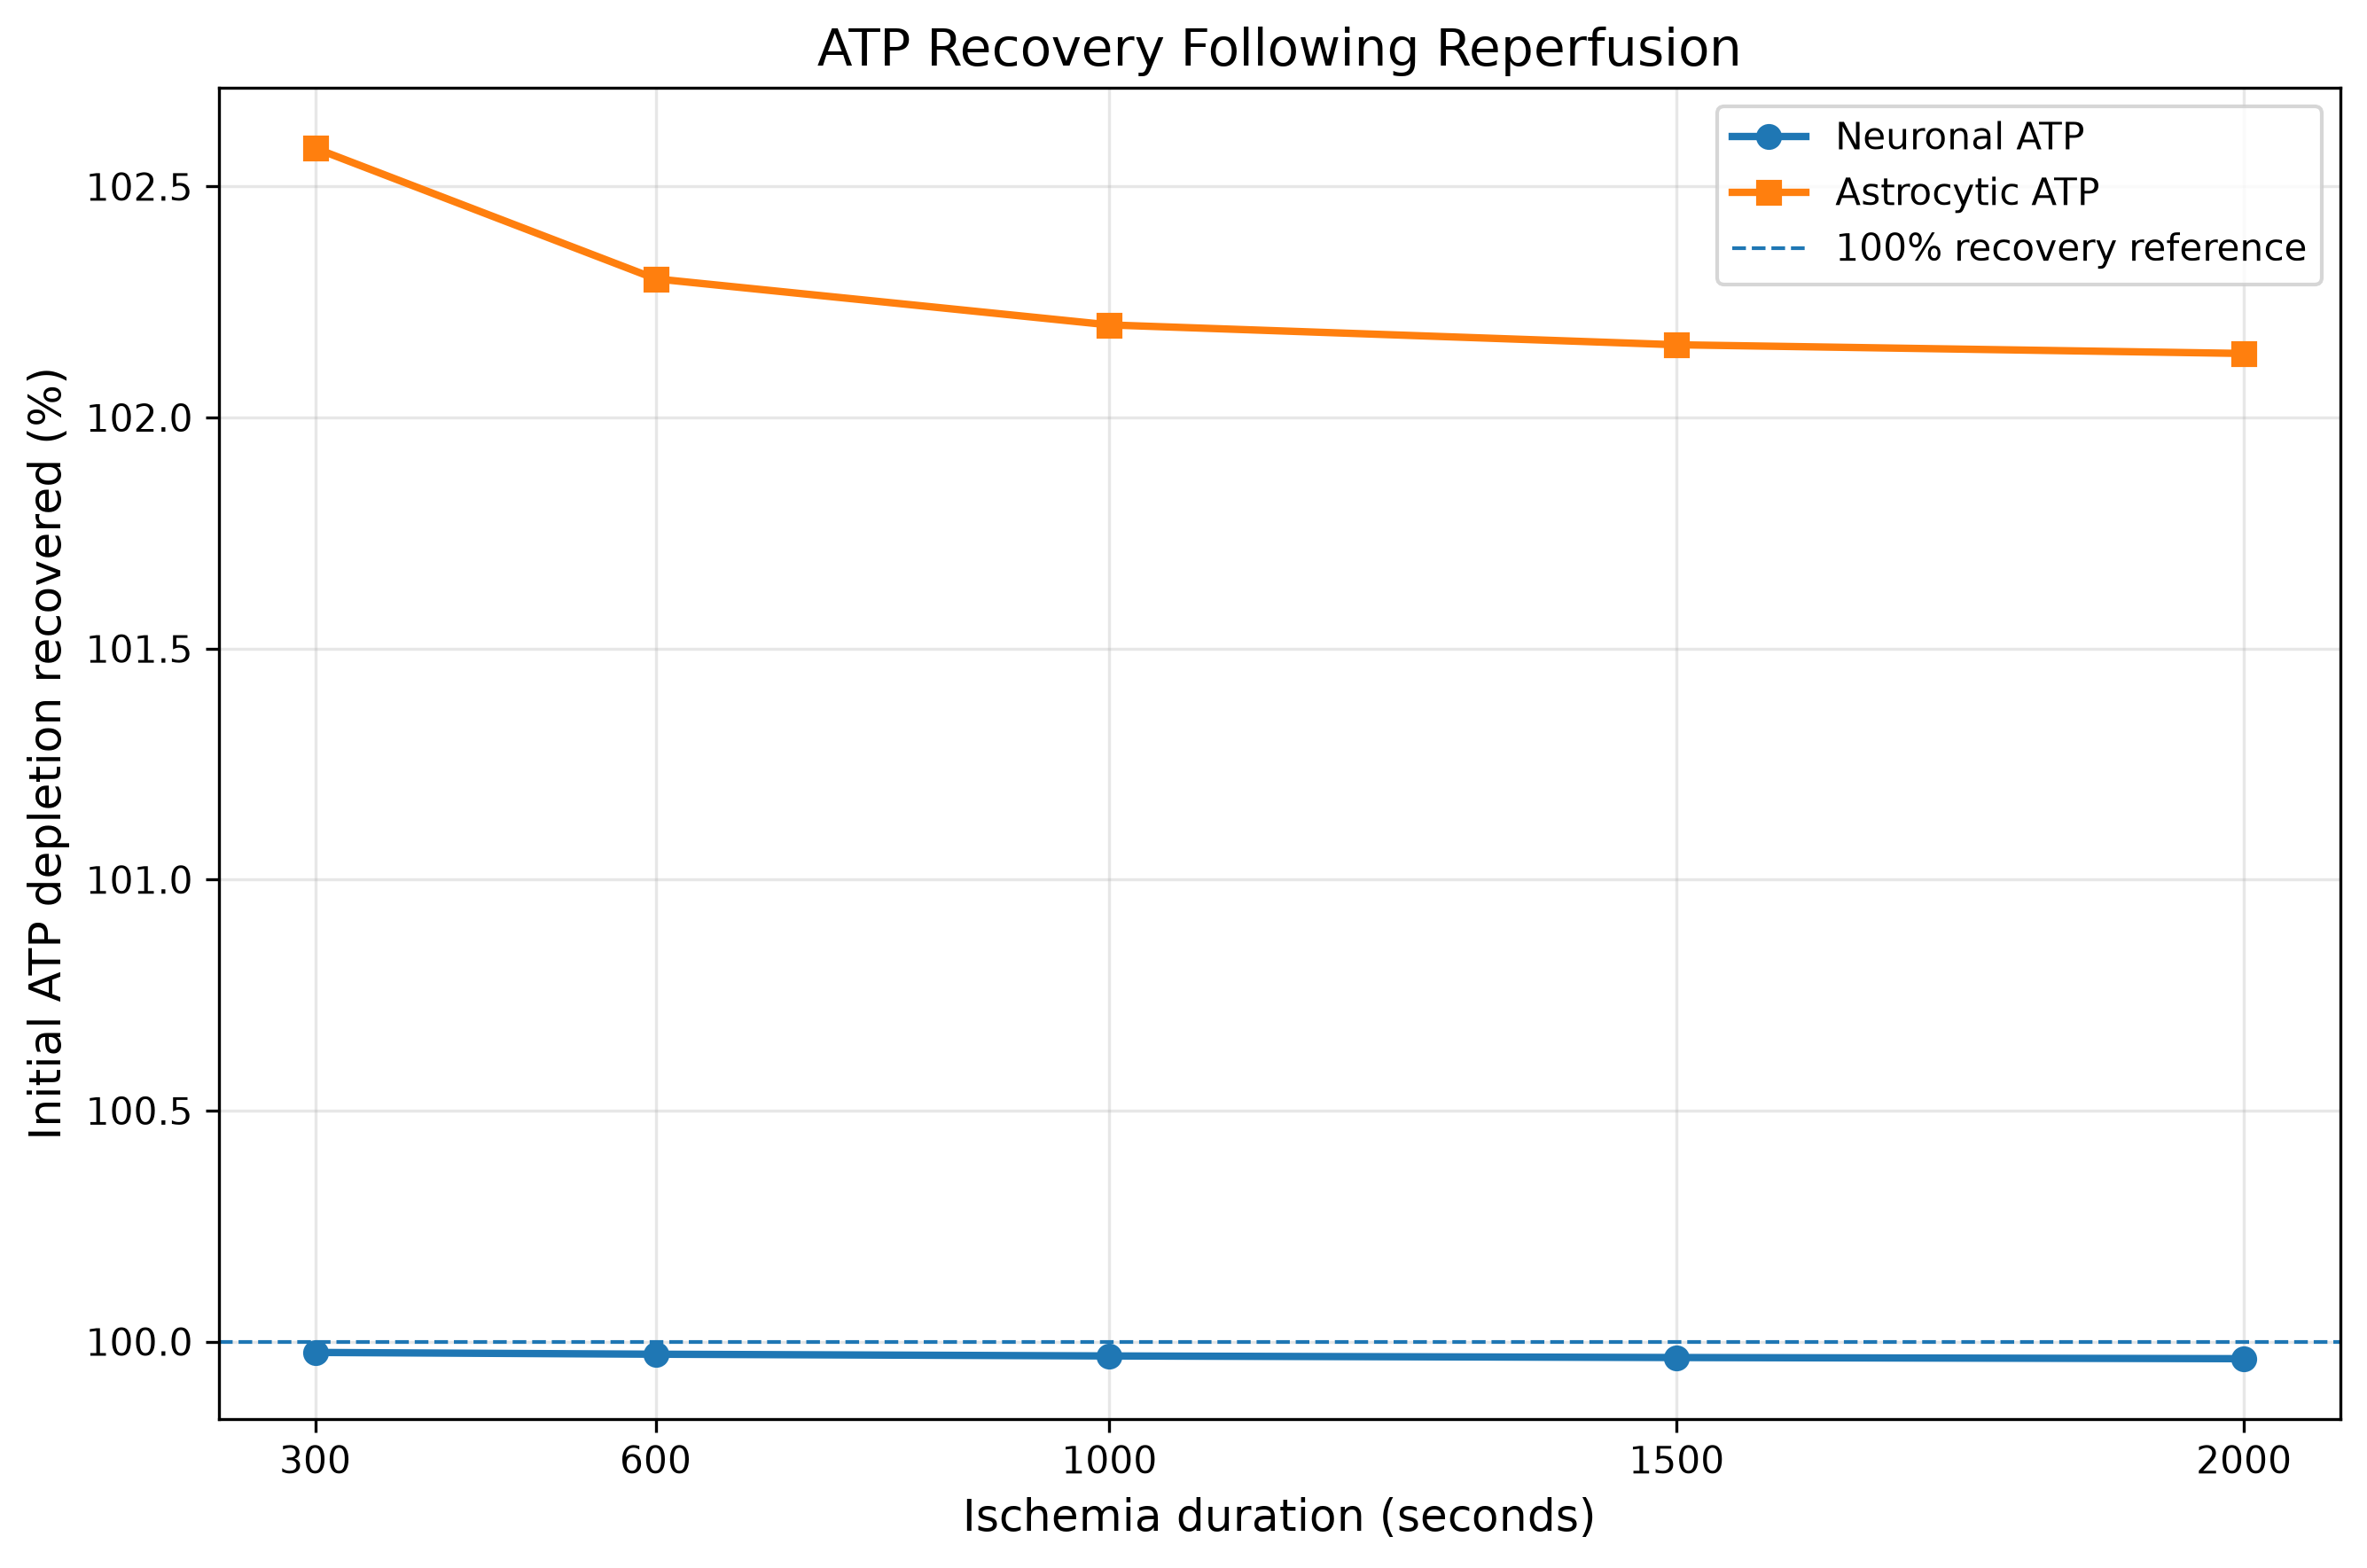 ATP Recovery Following Reperfusion
Neuronal ATP
Astrocytic ATP
100% recovery reference
Initial ATP depletion recovered (%)
102.5
102.0
101.5
101.0
100.5
100.0
300
600
1000
1500
2000
Ischemia duration (seconds)